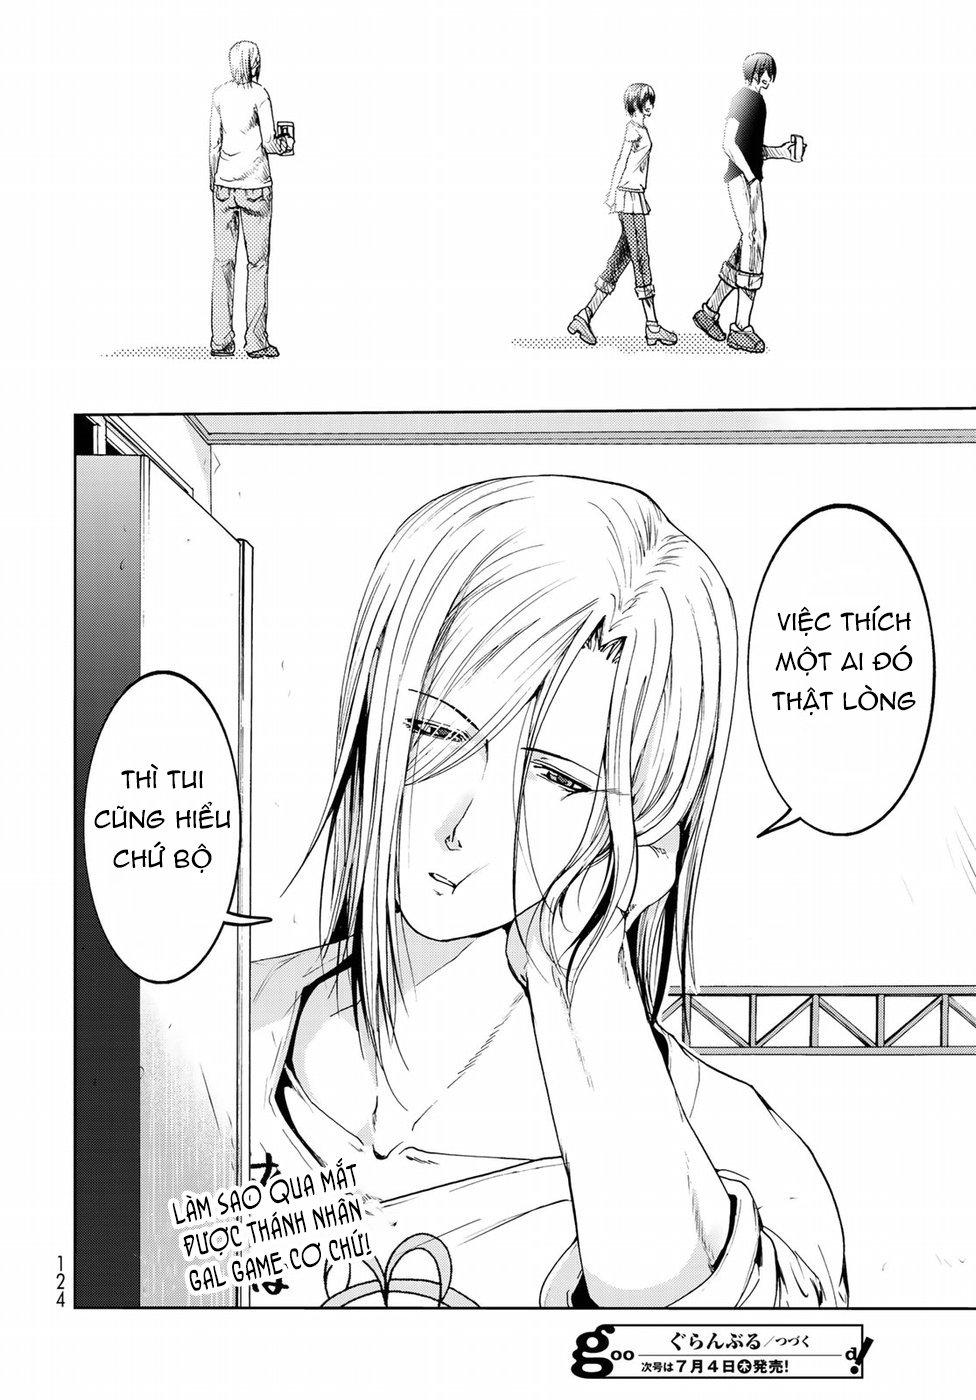 VIỆC THÍCH
MỘT AI ĐÓ
THẬT LÒNG
THÌ TUI
CŨNG HIỂU
CHỨ BỘ
LÀM SAO QUA MẮT
ĐƯỢC THÁNH NHÂN
GAL GAME CƠ CHỨ!
124
ぐらんぶる/つづく
goo d!
次号は7月4日木発売!